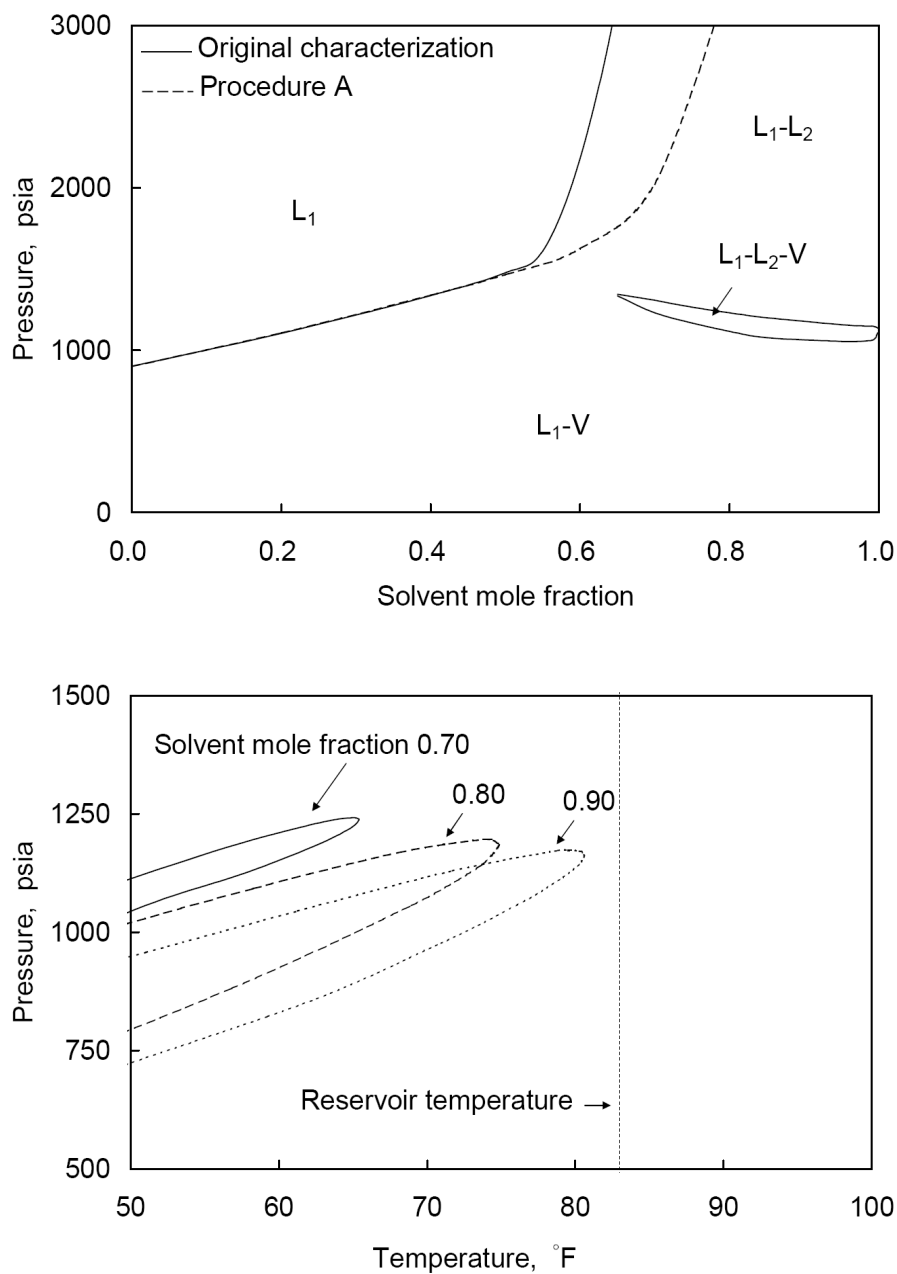 3000
Original characterization
Procedure A
L₁-L₂
2000
L₁
L₁-L₂-V
1000
L₁-V
0
0.0 0.2 0.4 0.6 0.8 1.0
Solvent mole fraction
Pressure, psia
1500
Solvent mole fraction 0.70
1250
0.80
0.90
1000
750
Reservoir temperature
500
50 60 70 80 90 100
Temperature, °F
Pressure, psia